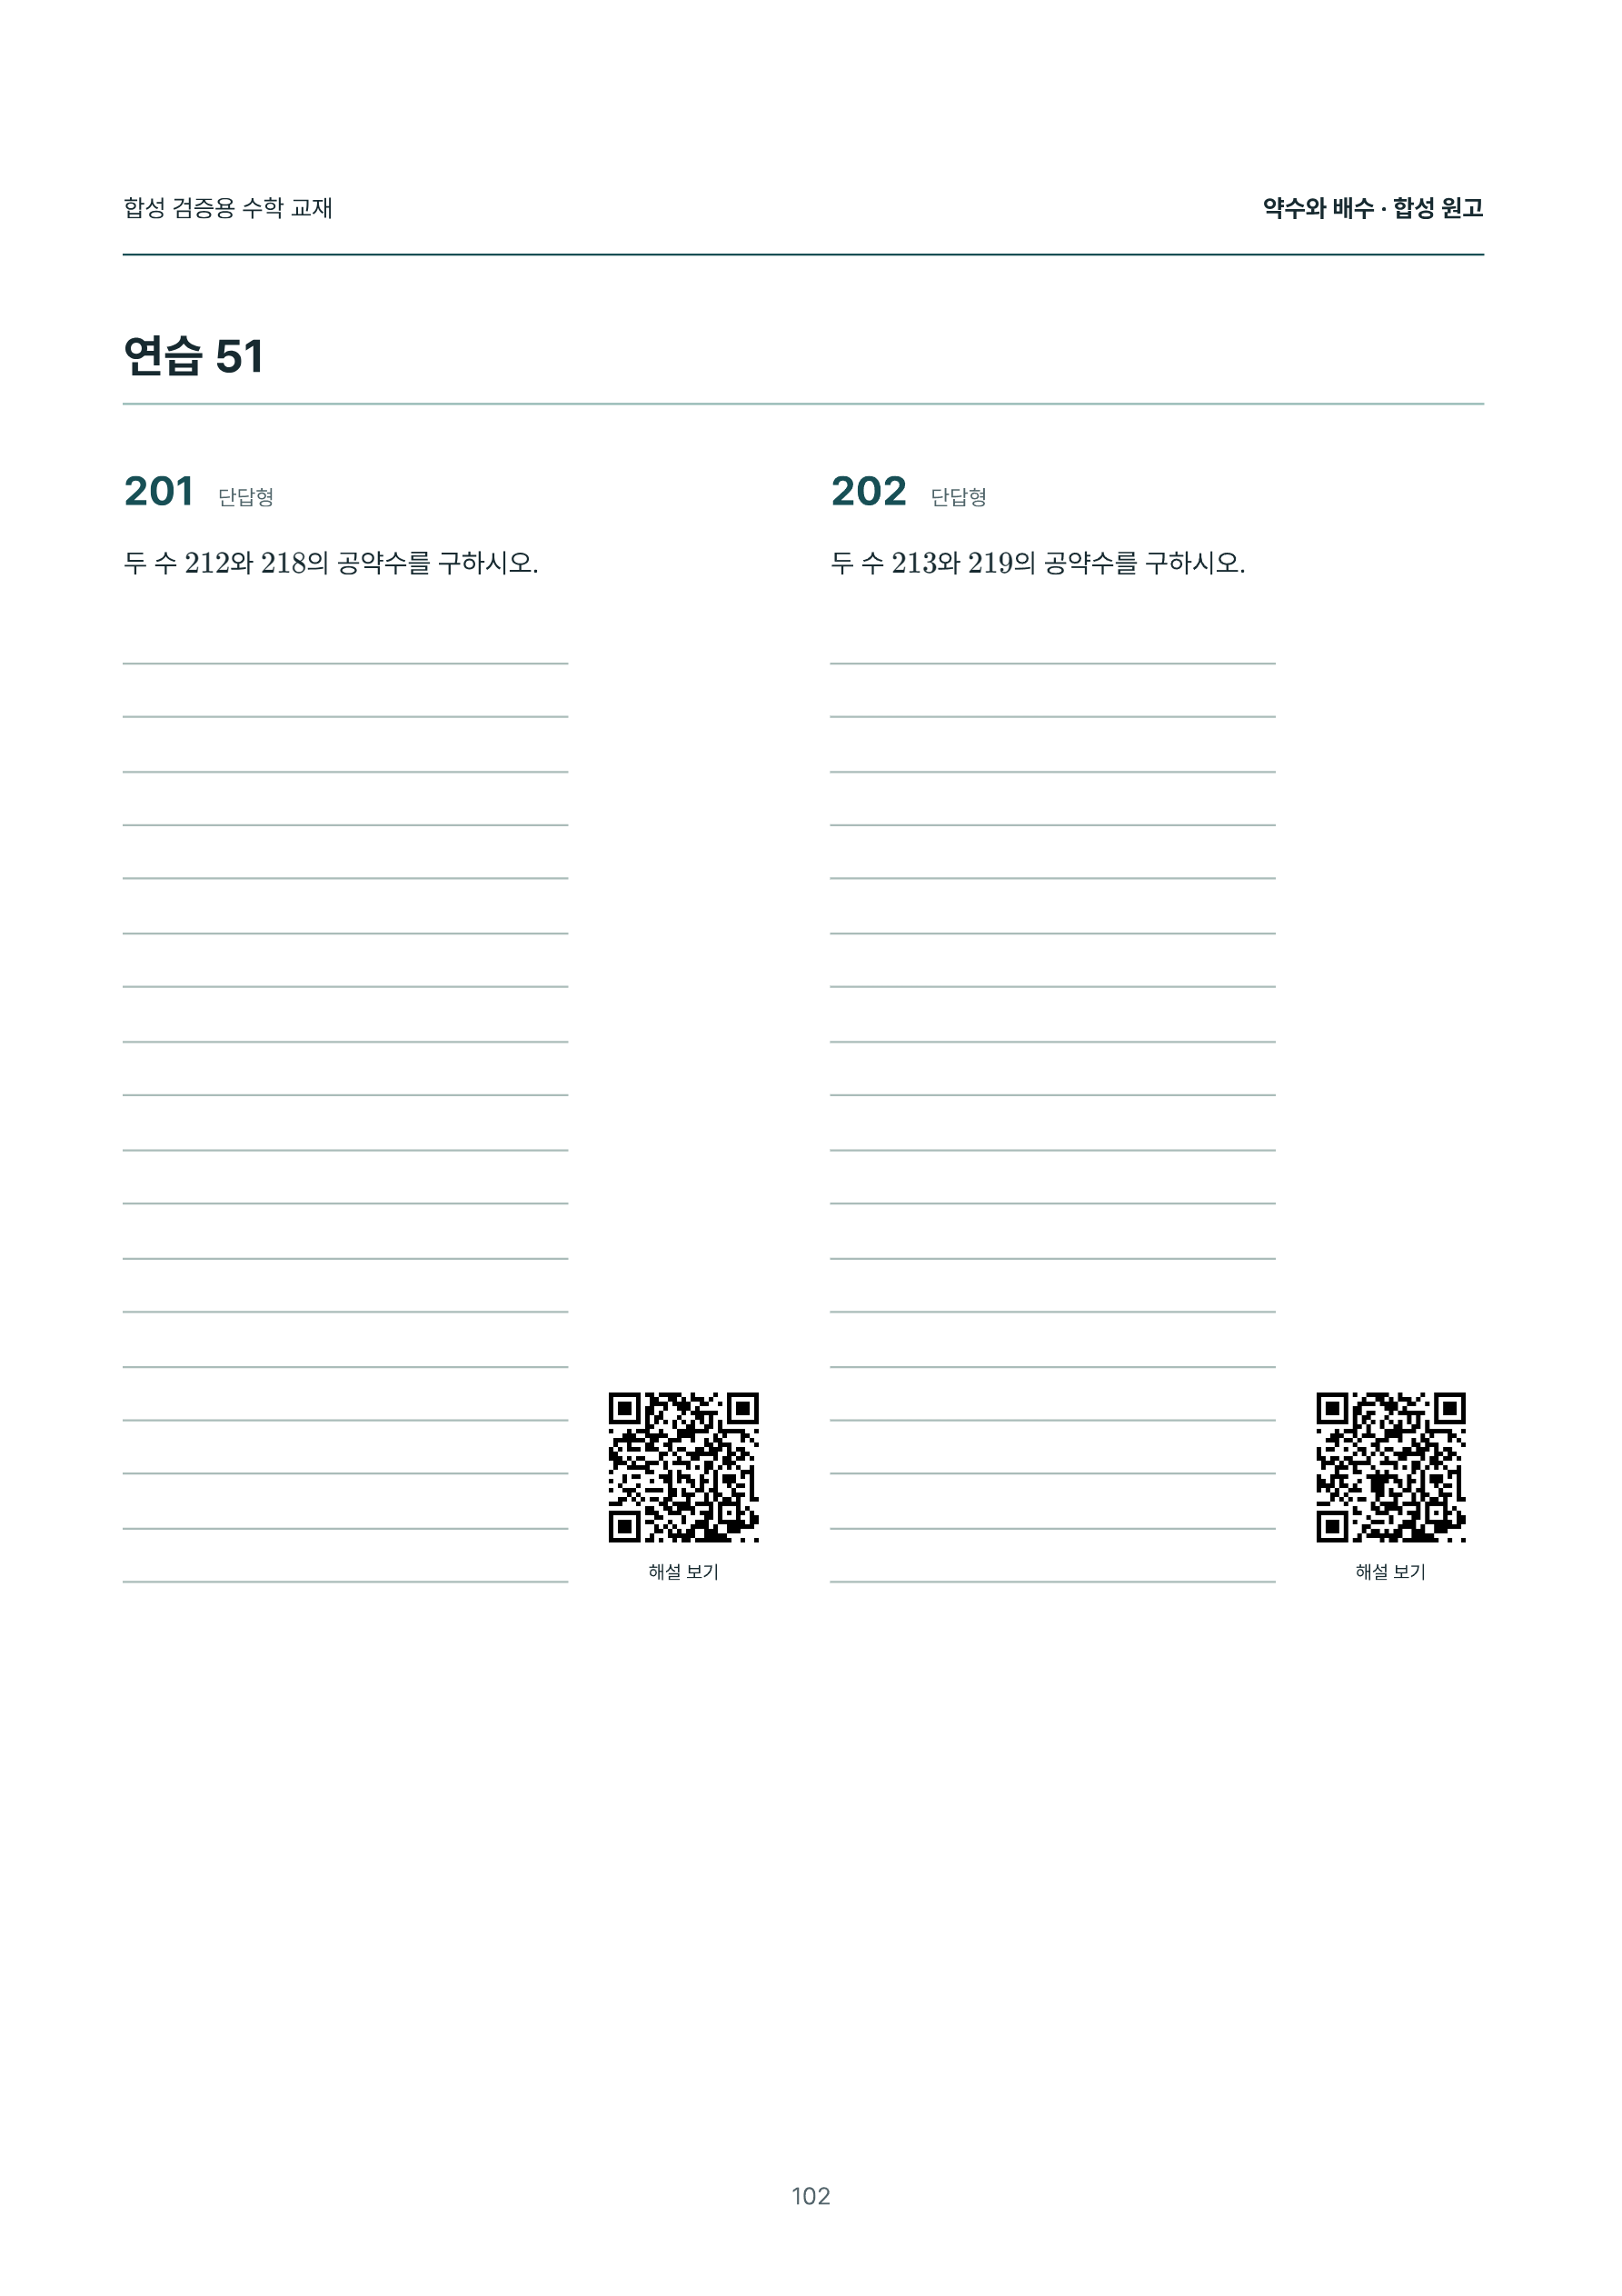 합성 검증용 수학 교재
약수와 배수 · 합성 원고
연습 51
201 단답형
두 수 212와 218의 공약수를 구하시오.
해설 보기
202 단답형
두 수 213와 219의 공약수를 구하시오.
해설 보기
102